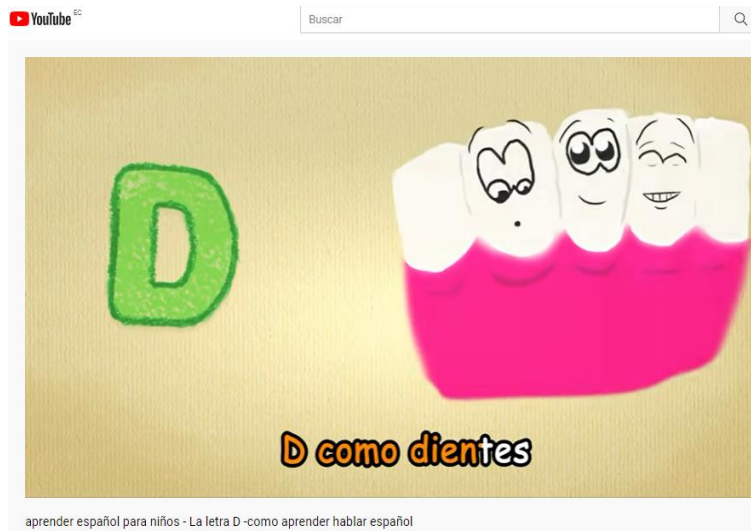 YouTube EC
Buscar
D
D como dientes
aprender español para niños - La letra D -como aprender hablar español